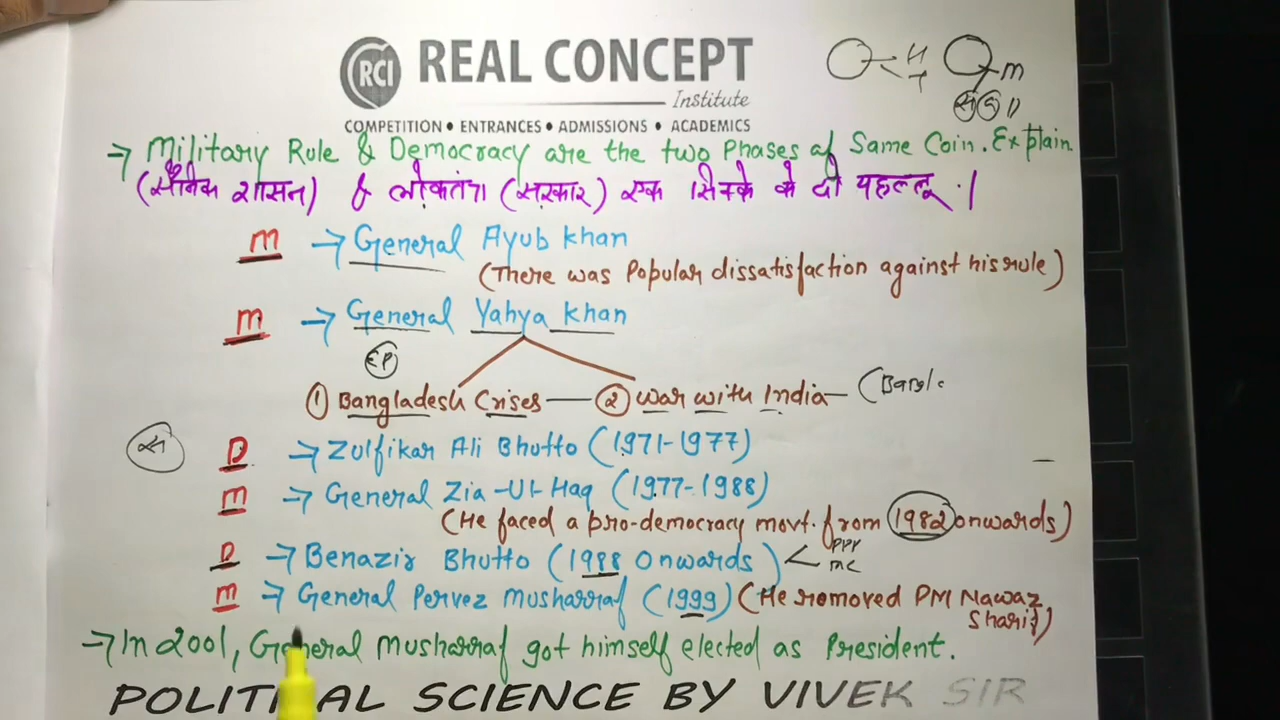 RCI REAL CONCEPT
Institute
COMPETITION • ENTRANCES • ADMISSIONS • ACADEMICS
H
T
m
→ Military Rule & Democracy are the two Phases of Same Coin. Explain
(सैनिक शासन) & लोकतंत्र (सरकार) एक सिक्के के दो पहल्लू।
m → General Ayub Khan
(There was Popular dissatisfaction against his rule)
m → General Yahya Khan
EP
① Bangladesh Crises — ② War with India — (Bangl
D → Zulfikar Ali Bhutto (1971-1977)
m → General Zia-Ul-Haq (1977-1988)
(He faced a pro-democracy movt. from 1982 onwards)
D → Benazir Bhutto (1988 Onwards) < PPP
ML
m → General Pervez Musharraf (1999) (He romoved PM Nawaz
Sharif)
→ In 2001, General Musharraf got himself elected as President.
POLITICAL SCIENCE BY VIVEK SIR